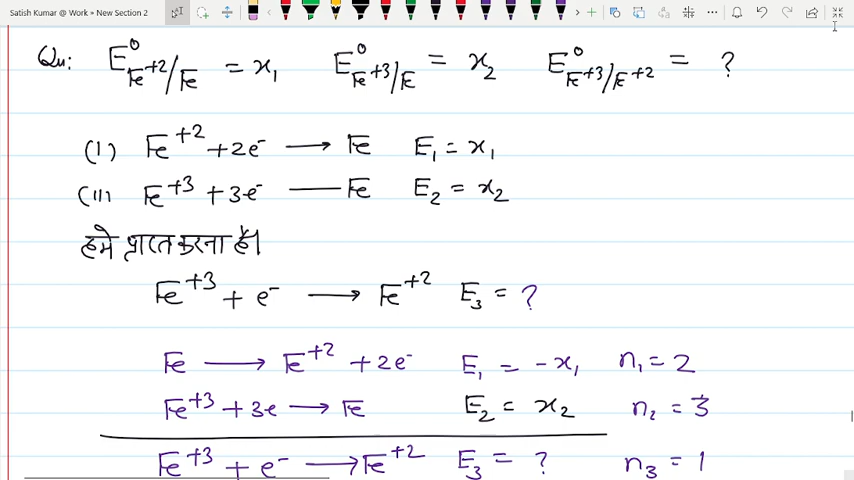 Satish Kumar @ Work » New Section 2
Qu: E⁰ Fe+2/Fe = x₁ E⁰ Fe+3/E = x₂ E⁰ Fe+3/E+2 = ?
(I) Fe+2 + 2e⁻ → Fe E₁ = x₁
(II) Fe+3 + 3e⁻ — Fe E₂ = x₂
हमे प्राप्त करना है।
Fe+3 + e⁻ → Fe+2 E₃ = ?
Fe → Fe+2 + 2e⁻ E₁ = -x₁ n₁ = 2
Fe+3 + 3e → Fe E₂ = x₂ n₂ = 3
Fe+3 + e⁻ → Fe+2 E₃ = ? n₃ = 1